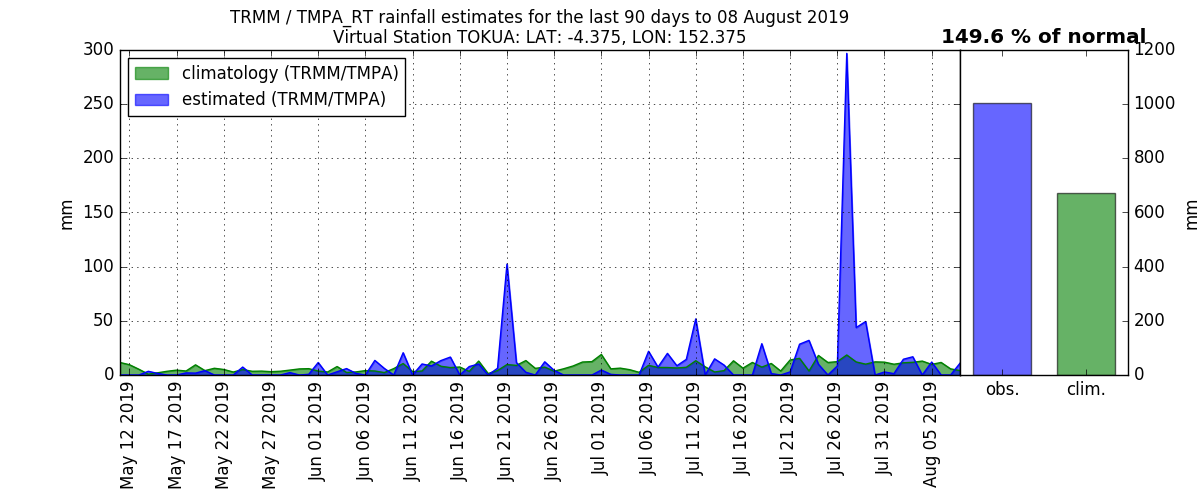 TRMM / TMPA_RT rainfall estimates for the last 90 days to 08 August 2019
Virtual Station TOKUA: LAT: -4.375, LON: 152.375
149.6 % of normal
climatology (TRMM/TMPA)
estimated (TRMM/TMPA)
300
250
200
150
100
50
0
mm
May 12 2019
May 17 2019
May 22 2019
May 27 2019
Jun 01 2019
Jun 06 2019
Jun 11 2019
Jun 16 2019
Jun 21 2019
Jun 26 2019
Jul 01 2019
Jul 06 2019
Jul 11 2019
Jul 16 2019
Jul 21 2019
Jul 26 2019
Jul 31 2019
Aug 05 2019
obs.
clim.
1200
1000
800
600
400
200
0
mm